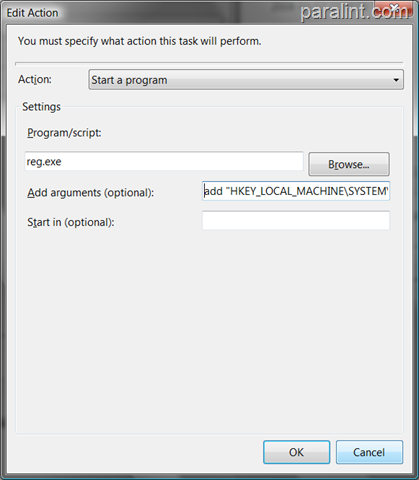 Edit Action
paralint.com
You must specify what action this task will perform.
Action: Start a program
Settings
Program/script:
reg.exe Browse...
Add arguments (optional): add "HKEY_LOCAL_MACHINE\SYSTEM\
Start in (optional):
OK Cancel